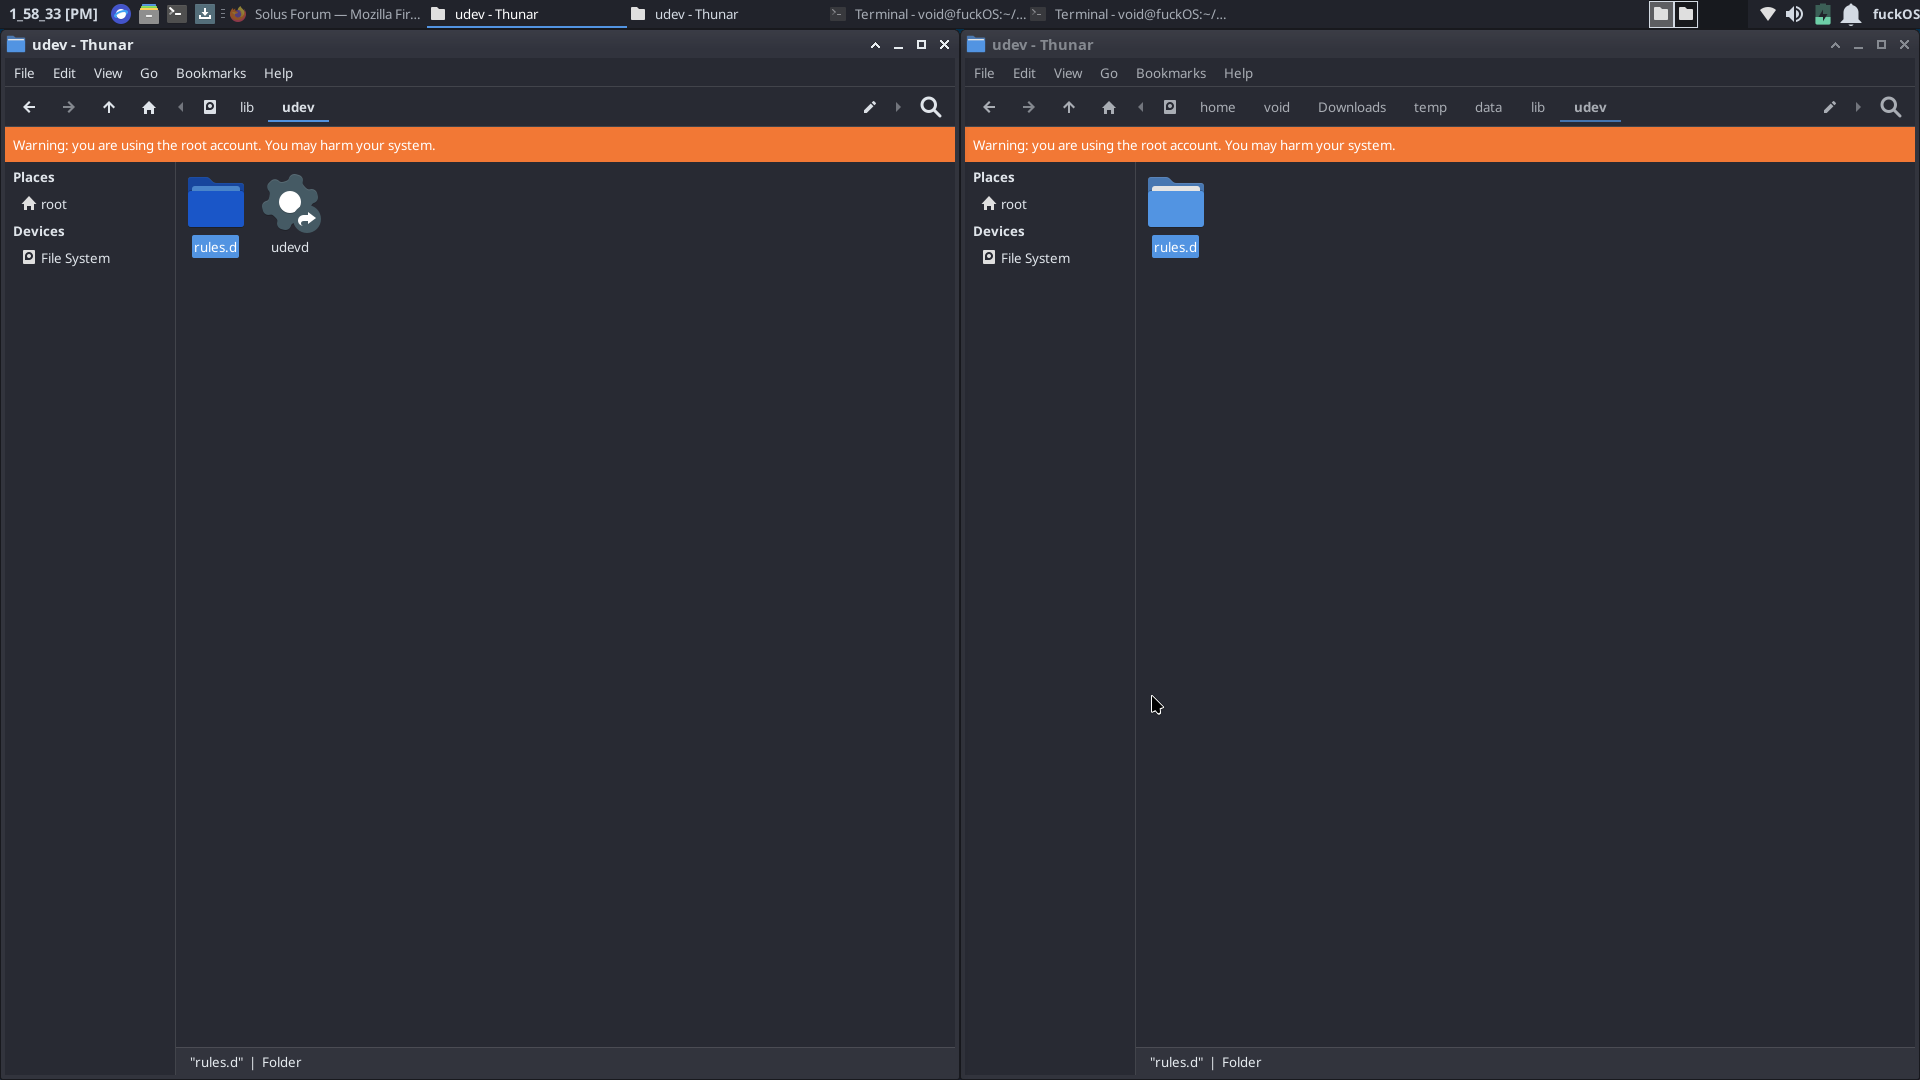 1_58_33 [PM] Solus Forum — Mozilla Fir... udev - Thunar udev - Thunar Terminal - void@fuckOS:~/... Terminal - void@fuckOS:~/... fuckOS
udev - Thunar
File Edit View Go Bookmarks Help
lib udev
Warning: you are using the root account. You may harm your system.
Places
root
Devices
File System
rules.d
udevd
"rules.d" | Folder
udev - Thunar
File Edit View Go Bookmarks Help
home void Downloads temp data lib udev
Warning: you are using the root account. You may harm your system.
Places
root
Devices
File System
rules.d
"rules.d" | Folder